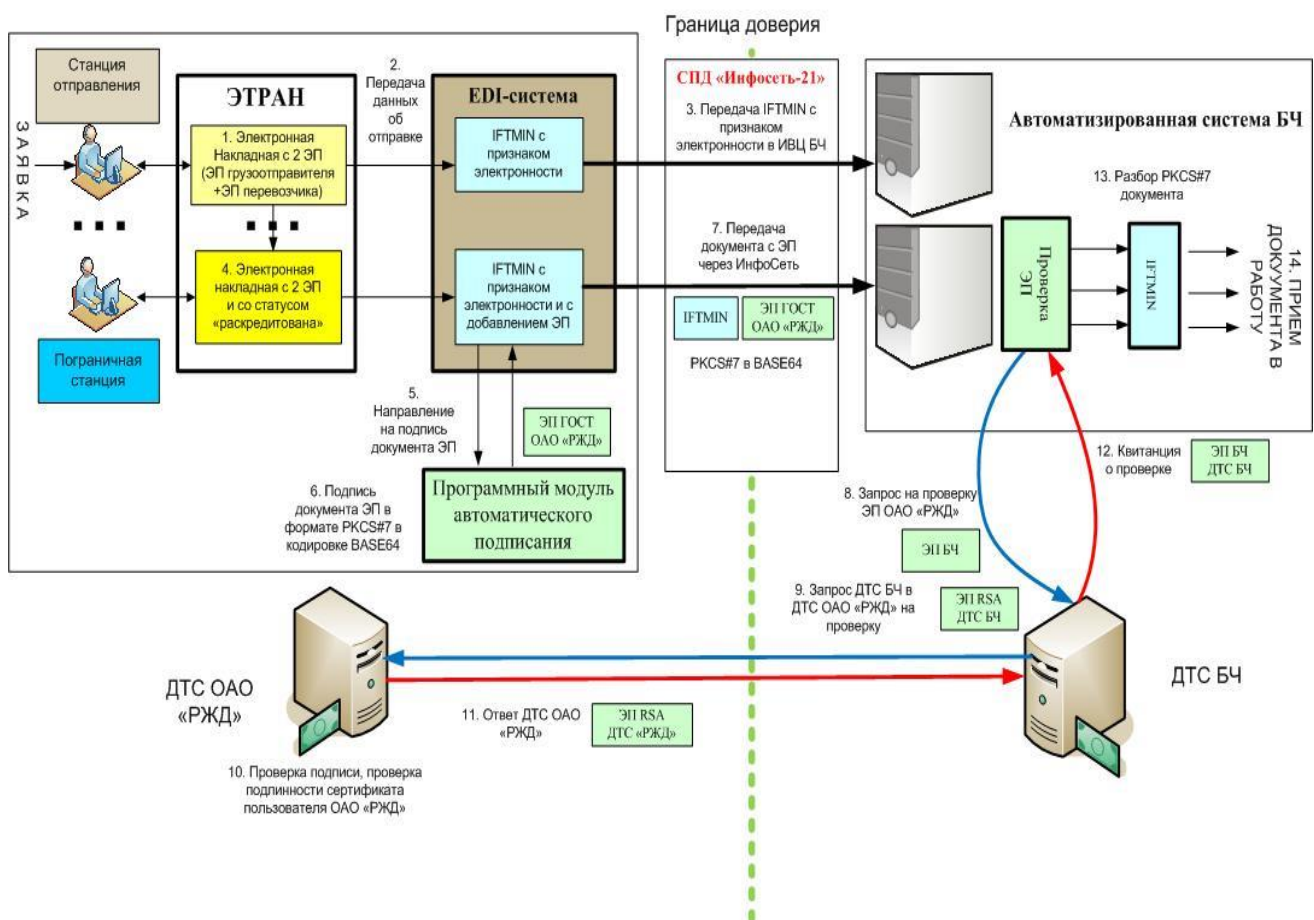 Граница доверия
Станция
отправления
ЗАЯВКА
ЭТРАН
1. Электронная
Накладная с 2 ЭП
(ЭП грузоотправителя
+ЭП перевозчика)
4. Электронная
накладная с 2 ЭП
и со статусом
«раскредитована»
Пограничная
станция
2.
Передача
данных
об
отправке
EDI-система
IFTMIN с
признаком
электронности
IFTMIN с
признаком
электронности и с
добавлением ЭП
5.
Направление
на подпись
документа ЭП
ЭП ГОСТ
ОАО «РЖД»
6. Подпись
документа ЭП в
формате PKCS#7 в
кодировке BASE64
Программный модуль
автоматического
подписания
СПД «Инфосеть-21»
3. Передача IFTMIN с
признаком
электронности в ИВЦ БЧ
7. Передача
документа с ЭП
через ИнфоСеть
IFTMIN
ЭП ГОСТ
ОАО «РЖД»
PKCS#7 в BASE64
Автоматизированная система БЧ
13. Разбор PKCS#7
документа
Проверка
ЭП
IFTMIN
14. ПРИЕМ
ДОКУУМЕНТА В
РАБОТУ
12. Квитанция
о проверке
ЭП БЧ
ДТС БЧ
8. Запрос на проверку
ЭП ОАО «РЖД»
ЭП БЧ
9. Запрос ДТС БЧ в
ДТС ОАО «РЖД» на
проверку
ЭП RSA
ДТС БЧ
ДТС БЧ
ДТС ОАО
«РЖД»
11. Ответ ДТС ОАО
«РЖД»
ЭП RSA
ДТС «РЖД»
10. Проверка подписи, проверка
подлинности сертификата
пользователя ОАО «РЖД»